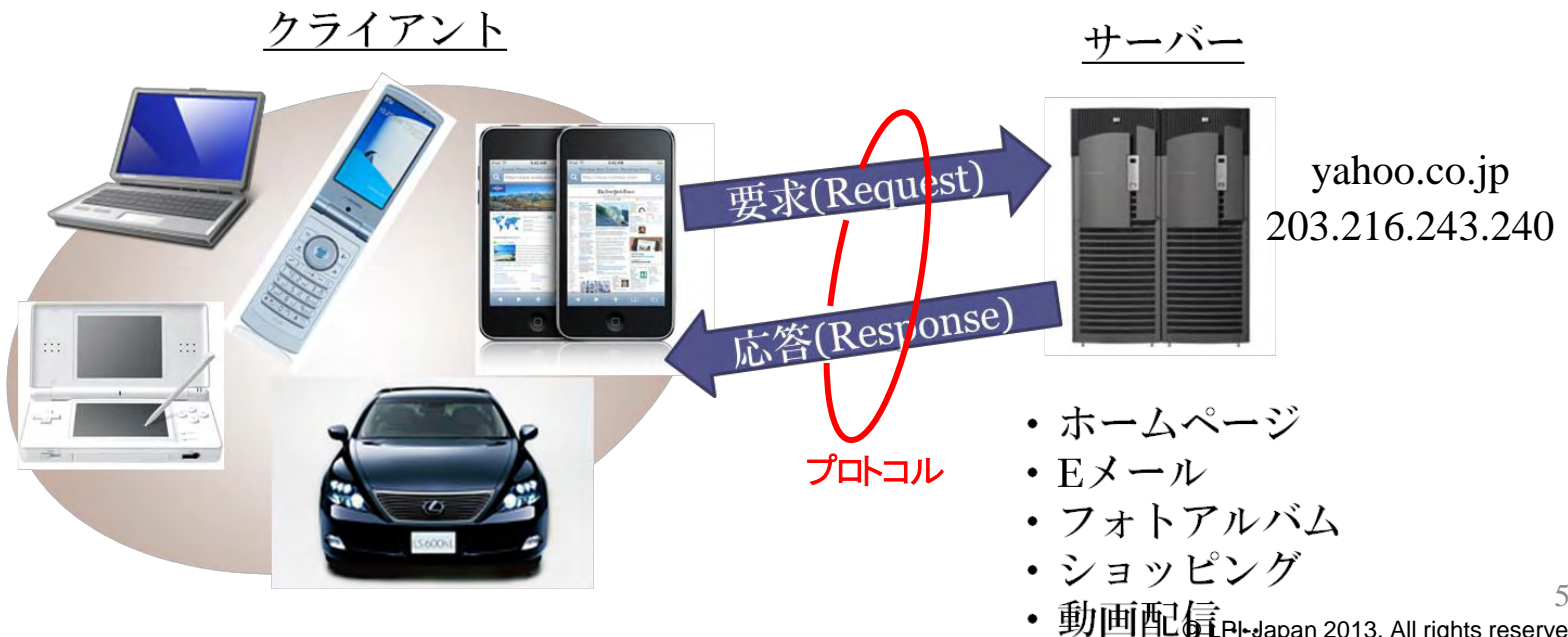 クライアント
サーバー
要求(Request)
yahoo.co.jp
203.216.243.240
応答(Response)
プロトコル
・ホームページ
・Eメール
・フォトアルバム
・ショッピング
・動画配信...
LS600hL
5
© LPI-Japan 2013. All rights reserve